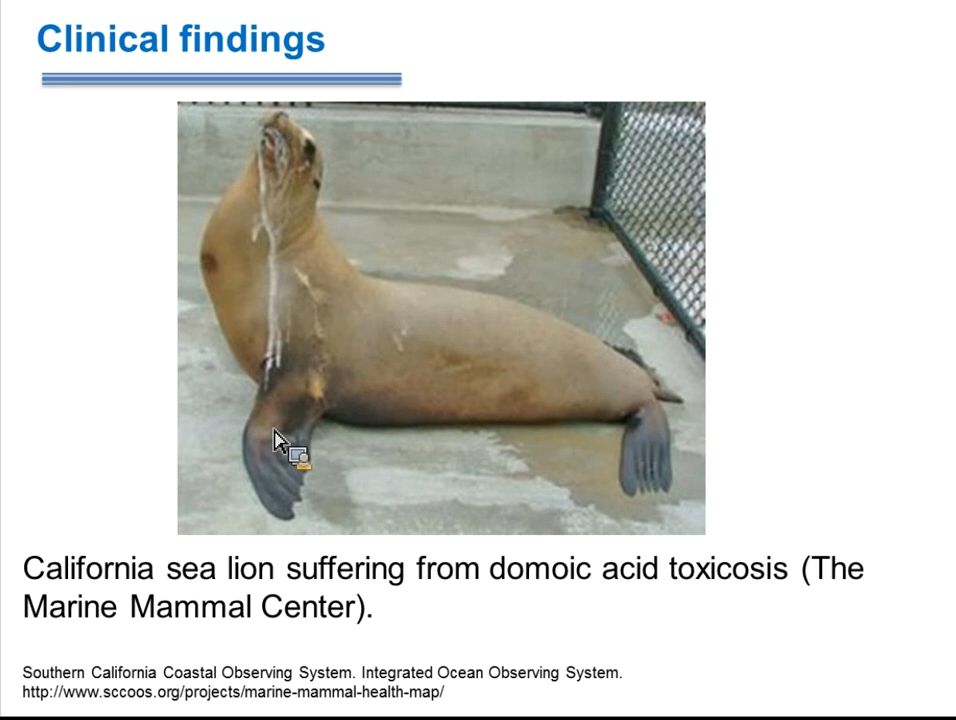 Clinical findings
California sea lion suffering from domoic acid toxicosis (The
Marine Mammal Center).
Southern California Coastal Observing System. Integrated Ocean Observing System.
http://www.sccoos.org/projects/marine-mammal-health-map/